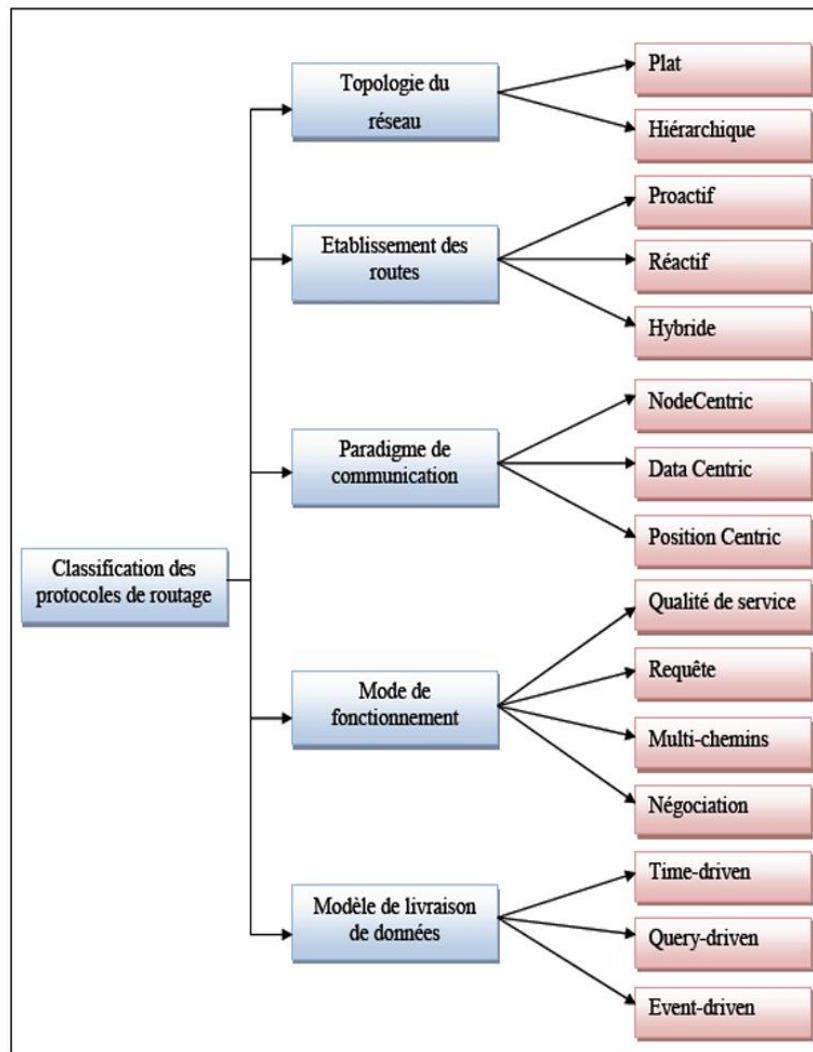 Classification des
protocoles de routage
Topologie du
réseau
Plat
Hiérarchique
Etablissement des
routes
Proactif
Réactif
Hybride
Paradigme de
communication
NodeCentric
Data Centric
Position Centric
Mode de
fonctionnement
Qualité de service
Requête
Multi-chemins
Négociation
Modèle de livraison
de données
Time-driven
Query-driven
Event-driven